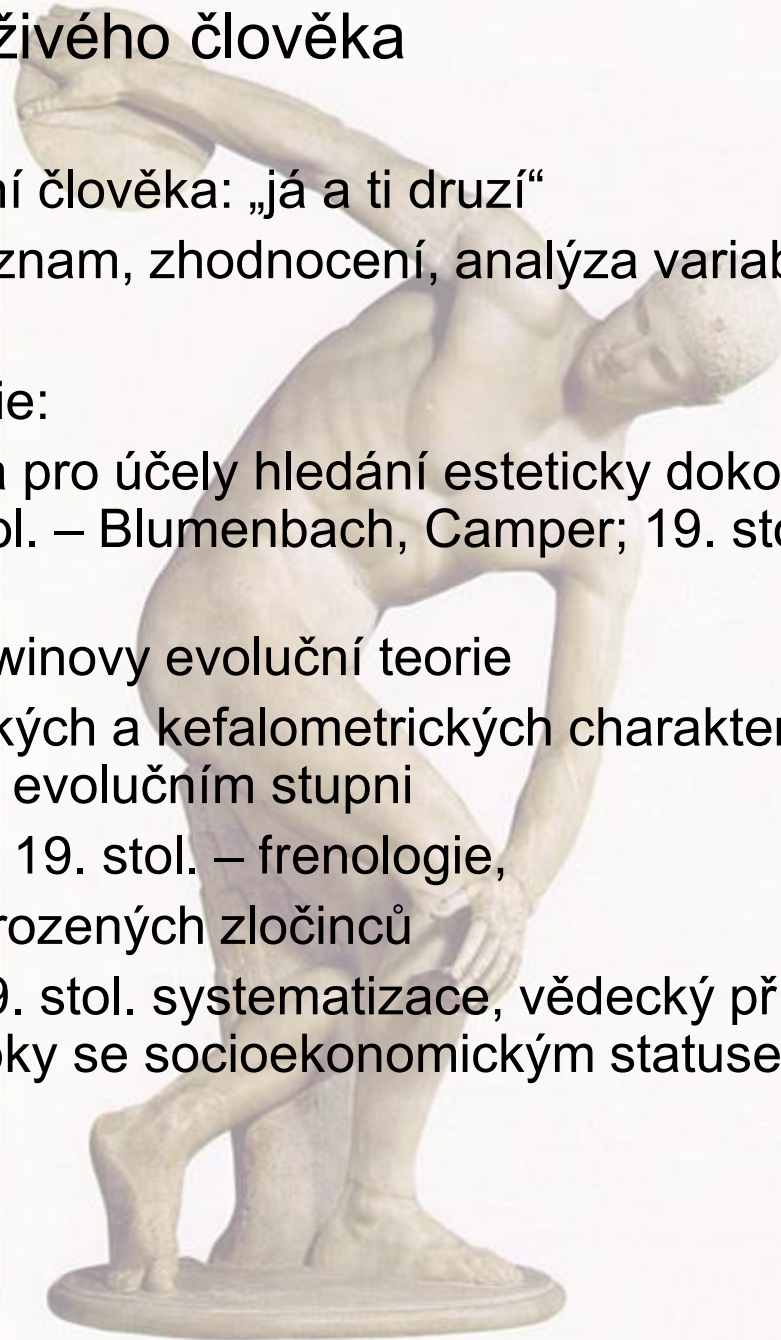 živého člověka
ní člověka: „já a ti druzí“
znam, zhodnocení, analýza variab
ie:
a pro účely hledání esteticky doko
ol. – Blumenbach, Camper; 19. sto
winovy evoluční teorie
kých a kefalometrických charakter
evolučním stupni
19. stol. – frenologie,
rozených zločinců
9. stol. systematizace, vědecký př
oky se socioekonomickým statuse